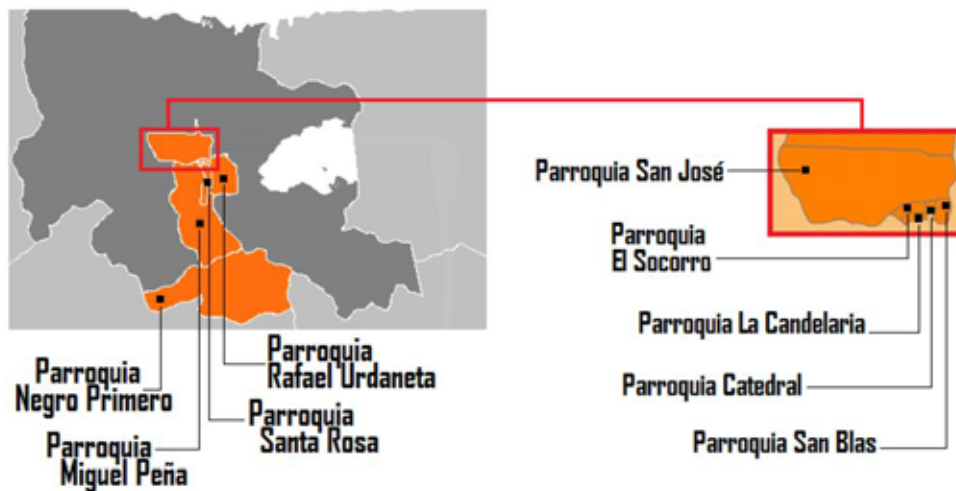 Parroquia San José
Parroquia
El Socorro
Parroquia La Candelaria
Parroquia Catedral
Parroquia San Blas
Parroquia
Rafael Urdaneta
Parroquia
Negro Primero
Parroquia
Santa Rosa
Parroquia
Miguel Peña